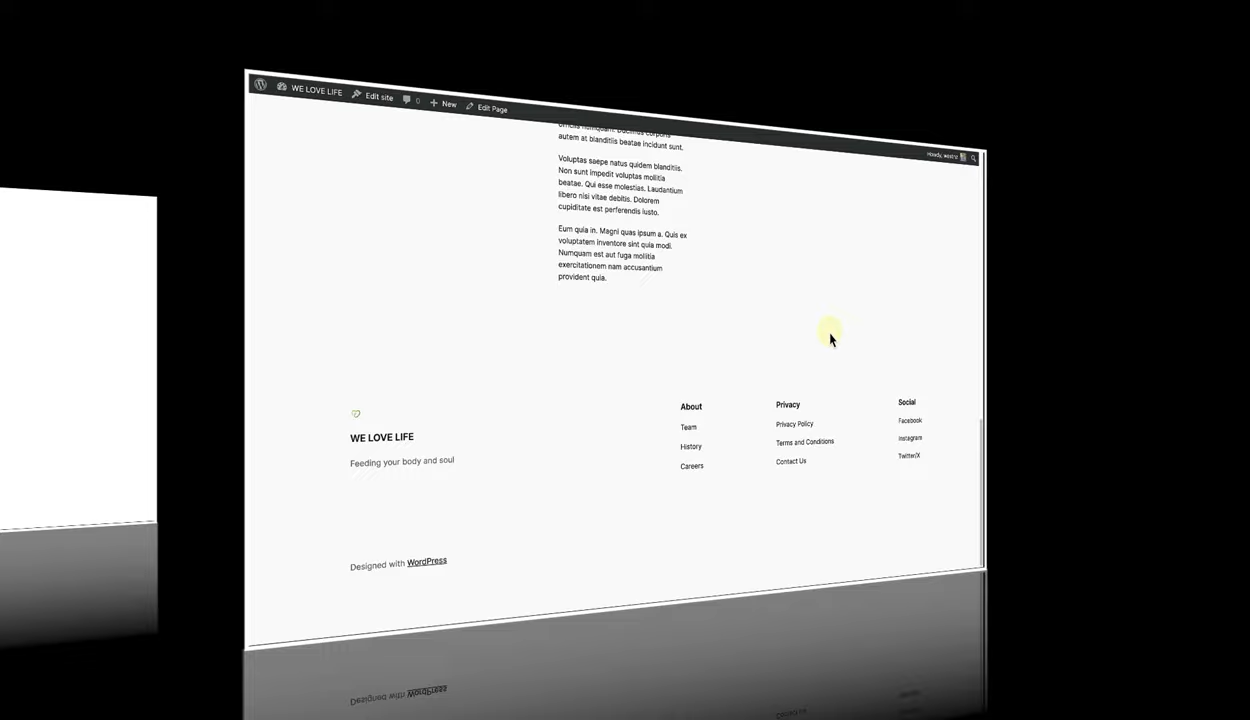 WE LOVE LIFE Edit site 0 New Edit Page
Howdy,
autem at blanditiis beatae incidunt sunt.
Voluptas saepe natus quidem blanditiis.
Non sunt impedit voluptas mollitia
beatae. Qui esse molestias. Laudantium
libero nisi vitae debitis. Dolorem
cupiditate est perferendis iusto.
Eum quia in. Magni quas ipsum a. Quis ex
voluptatem inventore sint quia modi.
Numquam est aut fuga mollitia
exercitationem nam accusantium
provident quia.
WE LOVE LIFE
Feeding your body and soul
About
Team
History
Careers
Privacy
Privacy Policy
Terms and Conditions
Contact Us
Social
Facebook
Instagram
Twitter/X
Designed with WordPress